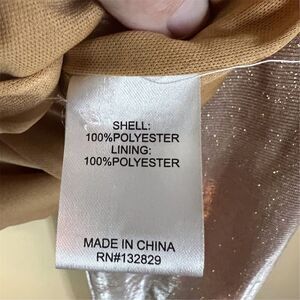 SHELL:
100%POLYESTER
LINING:
100%POLYESTER
MADE IN CHINA
RN#132829